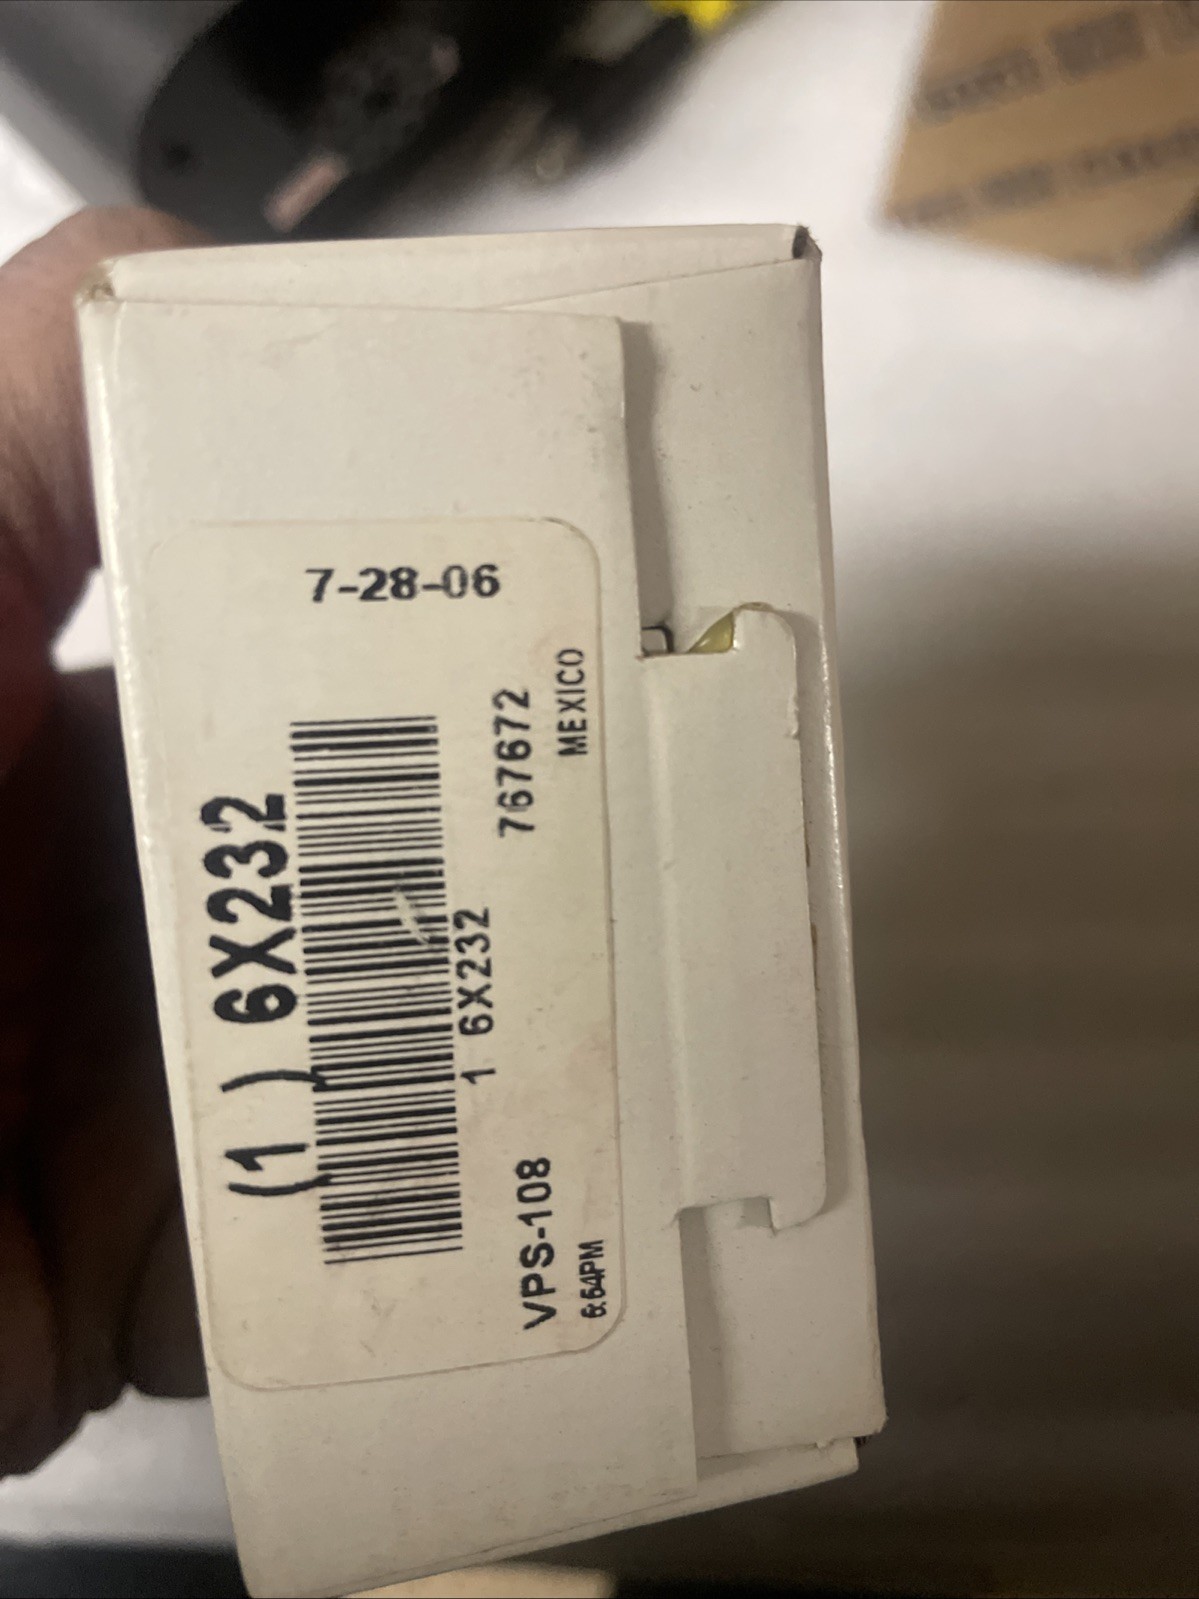 7-28-06
(1) 6X232
1 6X232
VPS-108 767672
6:54PM MEXICO